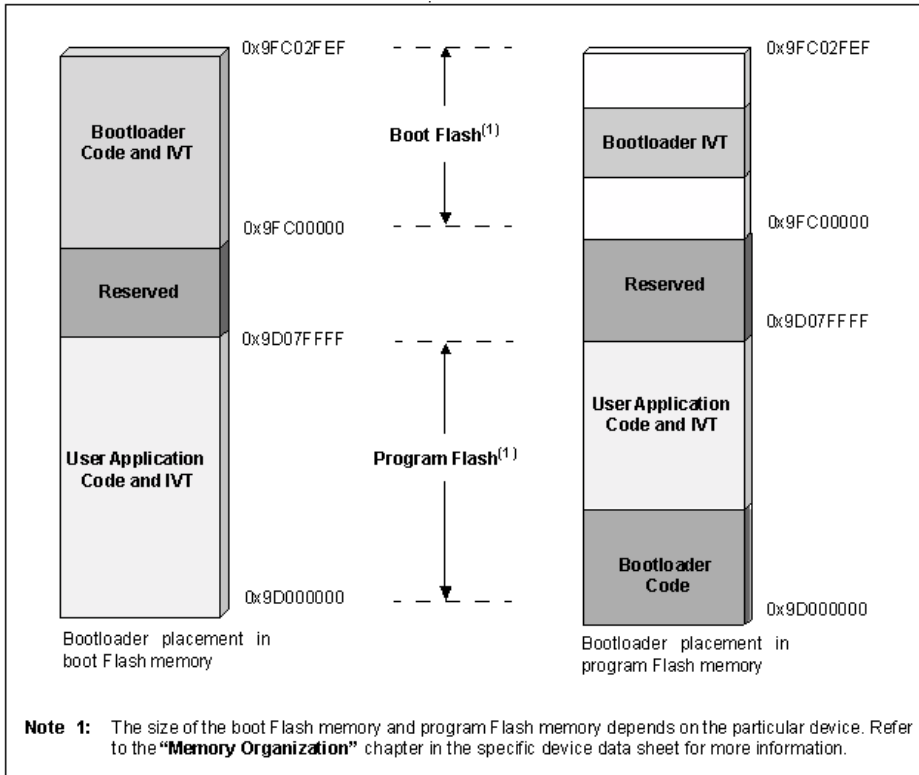 0x9FC02FEF
Bootloader
Code and IVT
0x9FC00000
Reserved
0x9D07FFFF
User Application
Code and IVT
0x9D000000
Bootloader placement in
boot Flash memory
Boot Flash(1)
Program Flash(1)
0x9FC02FEF
Bootloader IVT
0x9FC00000
Reserved
0x9D07FFFF
User Application
Code and IVT
Bootloader
Code
0x9D000000
Bootloader placement in
program Flash memory
Note 1: The size of the boot Flash memory and program Flash memory depends on the particular device. Refer
to the “Memory Organization” chapter in the specific device data sheet for more information.